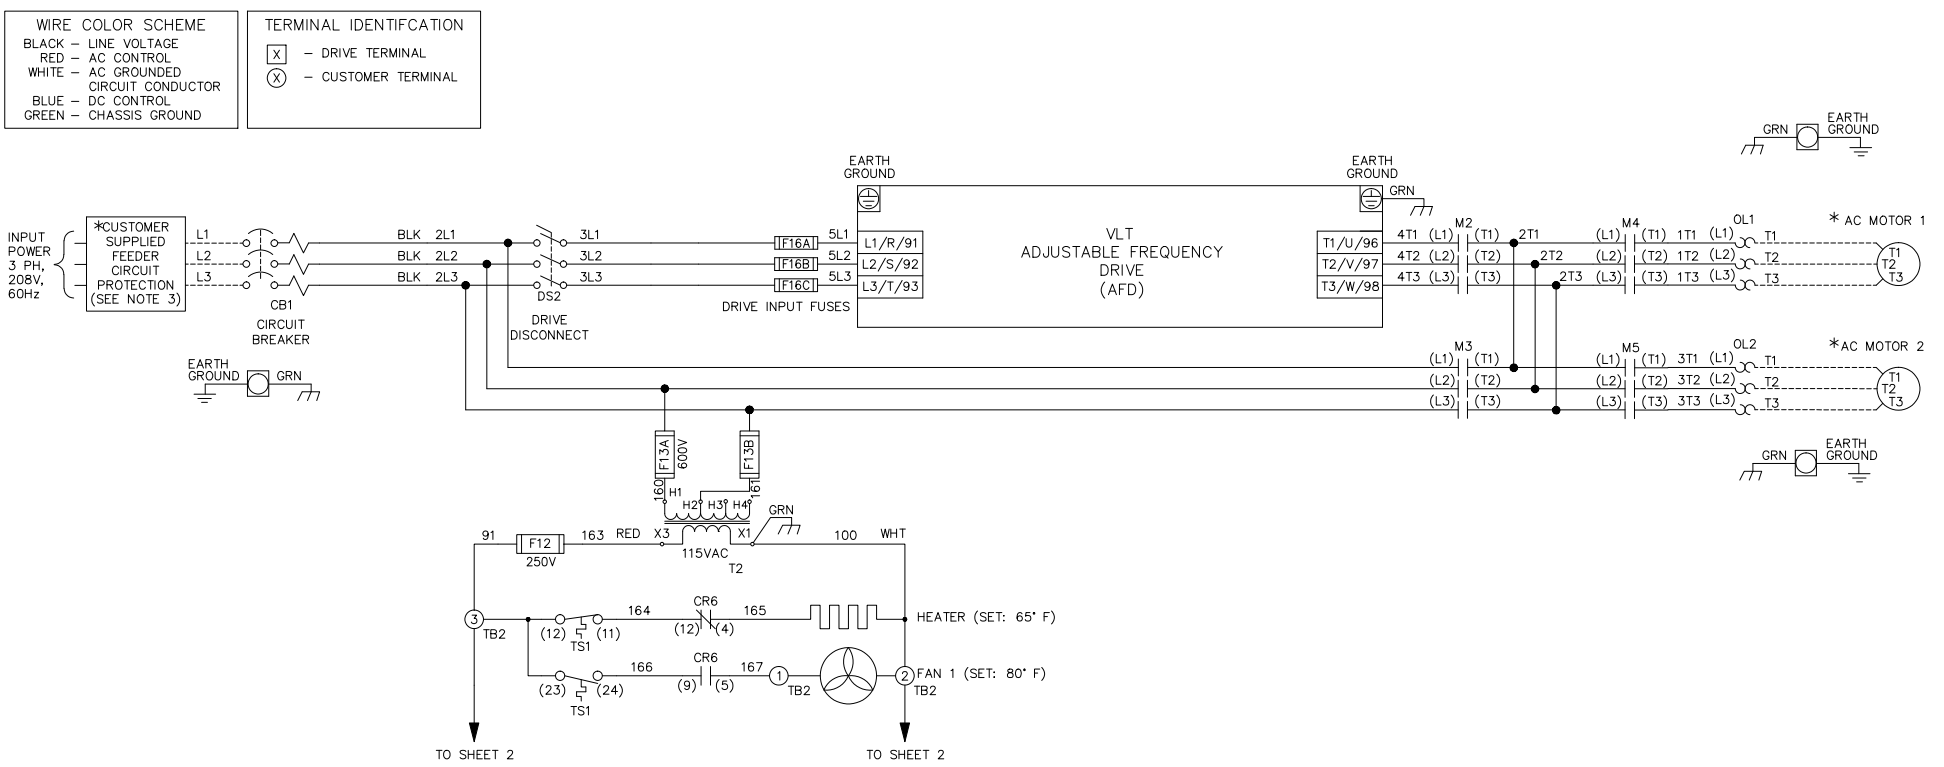 WIRE COLOR SCHEME
BLACK – LINE VOLTAGE
RED – AC CONTROL
WHITE – AC GROUNDED
CIRCUIT CONDUCTOR
BLUE – DC CONTROL
GREEN – CHASSIS GROUND
TERMINAL IDENTIFCATION
X – DRIVE TERMINAL
X – CUSTOMER TERMINAL
GRN
EARTH
GROUND
INPUT
POWER
3 PH,
208V,
60Hz
*CUSTOMER
SUPPLIED
FEEDER
CIRCUIT
PROTECTION
(SEE NOTE 3)
L1
L2
L3
CB1
CIRCUIT
BREAKER
BLK 2L1
BLK 2L2
BLK 2L3
DS2
DRIVE
DISCONNECT
3L1
3L2
3L3
F16A
F16B
F16C
DRIVE INPUT FUSES
5L1
5L2
5L3
EARTH
GROUND
L1/R/91
L2/S/92
L3/T/93
VLT
ADJUSTABLE FREQUENCY
DRIVE
(AFD)
EARTH
GROUND
GRN
T1/U/96
T2/V/97
T3/W/98
M2
4T1 (L1) (T1) 2T1
4T2 (L2) (T2) 2T2
4T3 (L3) (T3) 2T3
M4
(L1) (T1) 1T1 (L1)
(L2) (T2) 1T2 (L2)
(L3) (T3) 1T3 (L3)
OL1
T1
T2
T3
* AC MOTOR 1
T1
T2
T3
M3
(L1) (T1)
(L2) (T2)
(L3) (T3)
M5
(L1) (T1) 3T1 (L1)
(L2) (T2) 3T2 (L2)
(L3) (T3) 3T3 (L3)
OL2
T1
T2
T3
*AC MOTOR 2
T1
T2
T3
EARTH
GROUND
GRN
GRN
EARTH
GROUND
F13A
600V
F13B
160
161
H1
H2
H3
H4
GRN
91
F12
250V
163 RED X3
X1
100 WHT
115VAC
T2
3
TB2
(12) (11)
TS1
164
CR6
(12) (4)
165
HEATER (SET: 65° F)
(23) (24)
TS1
166
CR6
(9) (5)
167
1
TB2
2
TB2
FAN 1 (SET: 80° F)
TO SHEET 2
TO SHEET 2